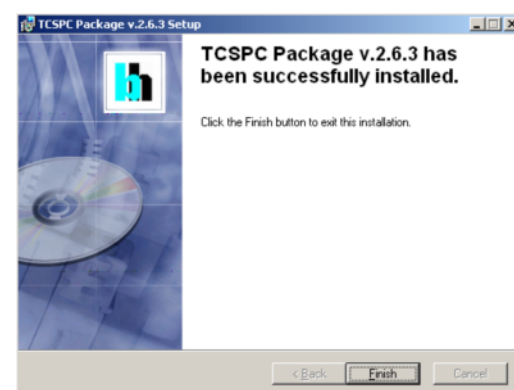 TCSPC Package v.2.6.3 Setup
bh
TCSPC Package v.2.6.3 has
been successfully installed.
Click the Finish button to exit this installation.
< Back Finish Cancel